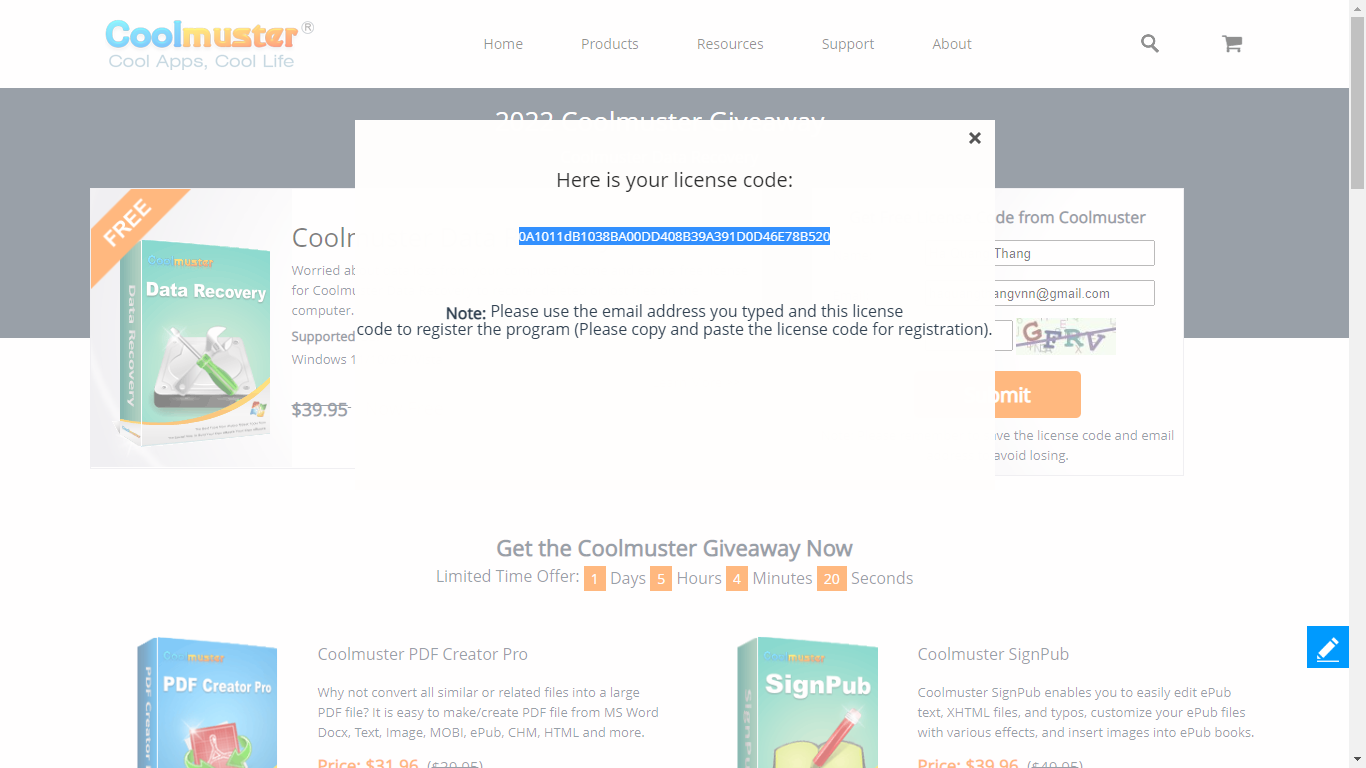 Coolmuster®
Cool Apps, Cool Life
Home Products Resources Support About
2022 Coolmuster Giveaway
Here is your license code:
0A1011dB1038BA00DD408B39A391D0D46E78B520
Note: Please use the email address you typed and this license
code to register the program (Please copy and paste the license code for registration).
FREE
Coolmuster
Data Recovery
Data Recovery
Worried
for
computer.
Supported
Windows
$39.95
de from Coolmuster
Thang
angvnn@gmail.com
GFRV
omit
ave the license code and email
avoid losing.
Get the Coolmuster Giveaway Now
Limited Time Offer: 1 Days 5 Hours 4 Minutes 20 Seconds
Coolmuster
PDF Creator Pro
Coolmuster PDF Creator Pro
Why not convert all similar or related files into a large
PDF file? It is easy to make/create PDF file from MS Word
Docx, Text, Image, MOBI, ePub, CHM, HTML and more.
Price: $31.96 ($39.95)
Coolmuster
SignPub
SignPub
Coolmuster SignPub
Coolmuster SignPub enables you to easily edit ePub
text, XHTML files, and typos, customize your ePub files
with various effects, and insert images into ePub books.
Price: $39.96 ($49.95)